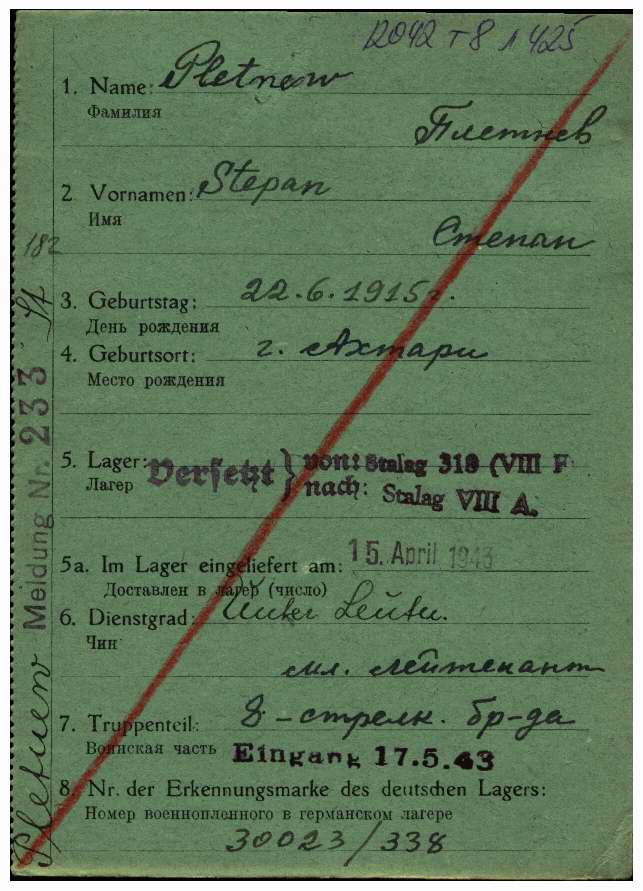 12042 т 8 л 425
1. Name: Pletnew
Фамилия
Плетнев
2 Vornamen: Stepan
Имя
Степан
182
3. Geburtstag: 22.6.1915г.
День рождения
4. Geburtsort: г. Ахтари
Место рождения
5. Lager: Versetzt } von: Stalag 318 (VIII F
Лагер nach: Stalag VIII A.
5a. Im Lager eingeliefert am: 15. April 1943
Доставлен в лагер (число)
6. Dienstgrad: Unter Leutn.
Чин
мл. лейтенант
7. Truppenteil: 8 - стрелк. бр-да
Воинская часть Eingang 17.5.43
8. Nr. der Erkennungsmarke des deutschen Lagers:
Номер военнопленного в германском лагере
30023/338
Pletnew St
Meldung Nr. 233